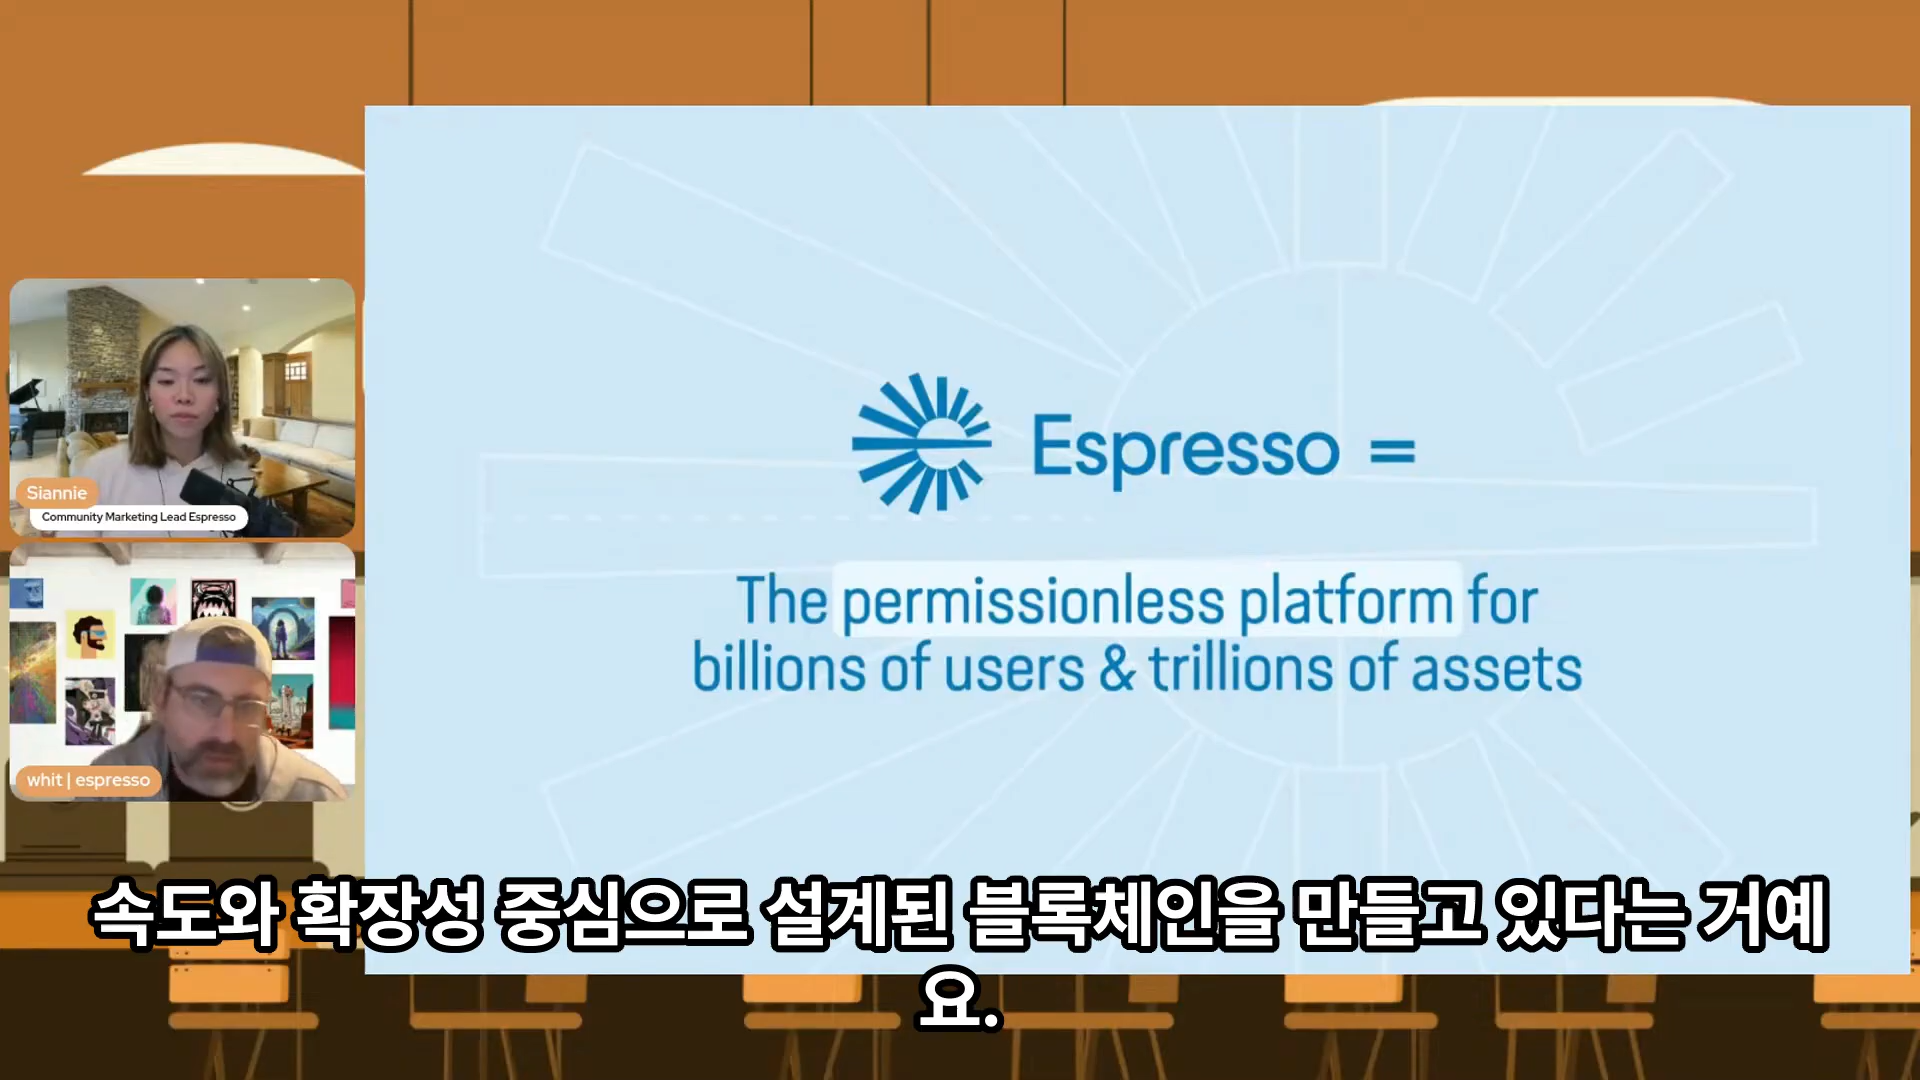 Espresso =
The permissionless platform for
billions of users & trillions of assets
Siannie
Community Marketing Lead Espresso
whit | espresso
속도와 확장성 중심으로 설계된 블록체인을 만들고 있다는 거예
요.